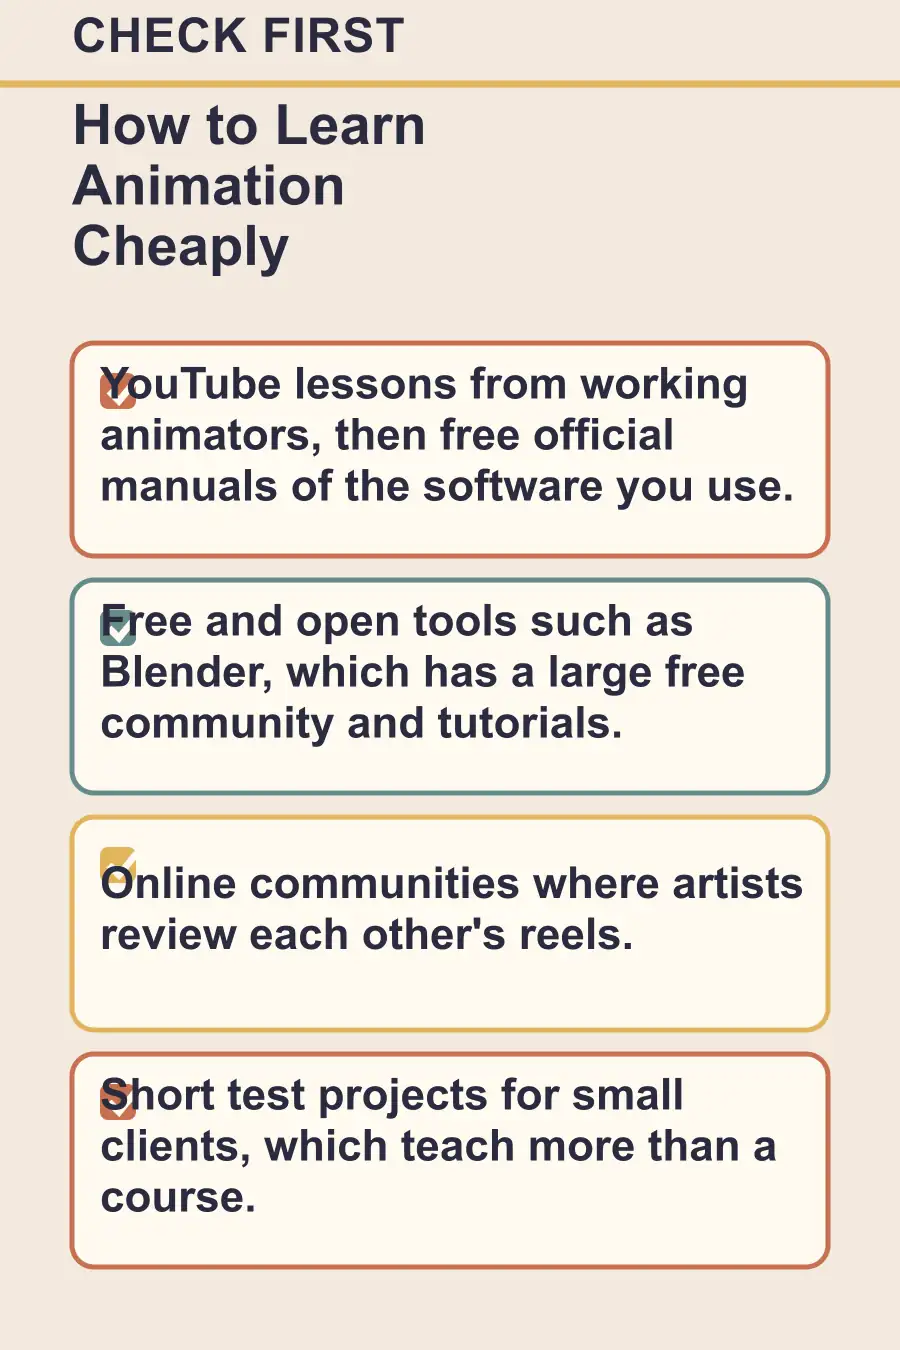 CHECK FIRST
How to Learn
Animation
Cheaply
YouTube lessons from working
animators, then free official
manuals of the software you use.
Free and open tools such as
Blender, which has a large free
community and tutorials.
Online communities where artists
review each other's reels.
Short test projects for small
clients, which teach more than a
course.